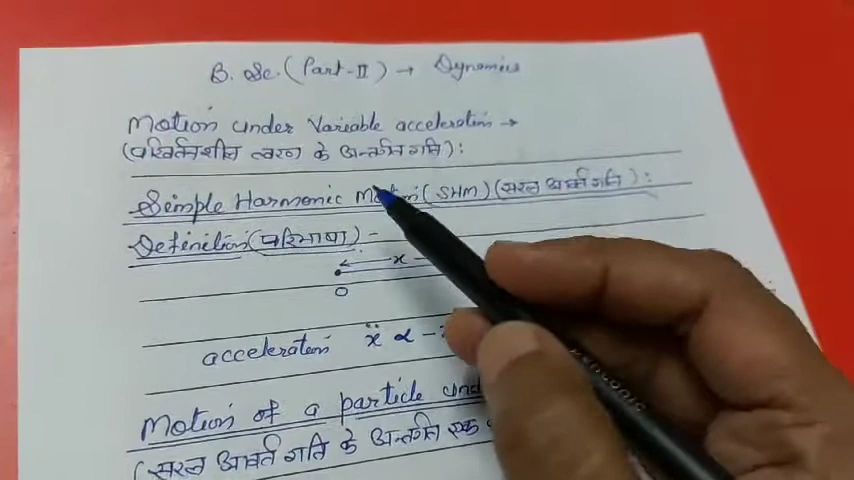 B. Sc. (Part-II) → Dynamics
Motion under Variable acceleration →
(परिवर्तनशील त्वरण के अन्तर्गत गति):
Simple Harmonic Motion (SHM) (सरल आवर्त गति):
Definition (परिभाषा) -
x
O
acceleration ẍ ∝ -
Motion of a particle
(सरल आवर्त गति के अन्तर्गत एक